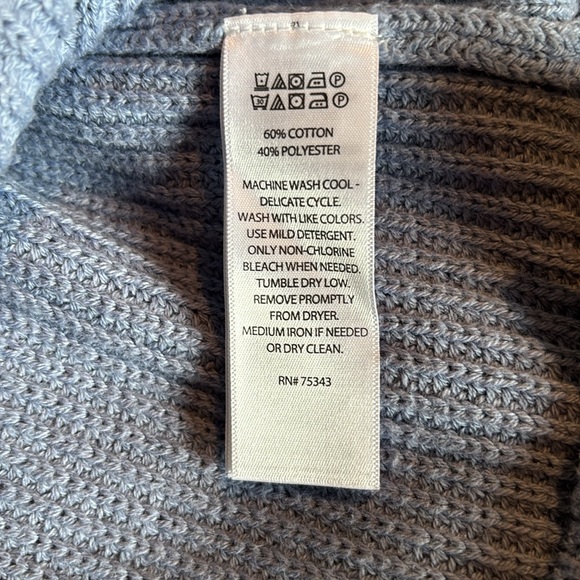 60% COTTON
40% POLYESTER
MACHINE WASH COOL -
DELICATE CYCLE.
WASH WITH LIKE COLORS.
USE MILD DETERGENT.
ONLY NON-CHLORINE
BLEACH WHEN NEEDED.
TUMBLE DRY LOW.
REMOVE PROMPTLY
FROM DRYER.
MEDIUM IRON IF NEEDED
OR DRY CLEAN.
RN# 75343